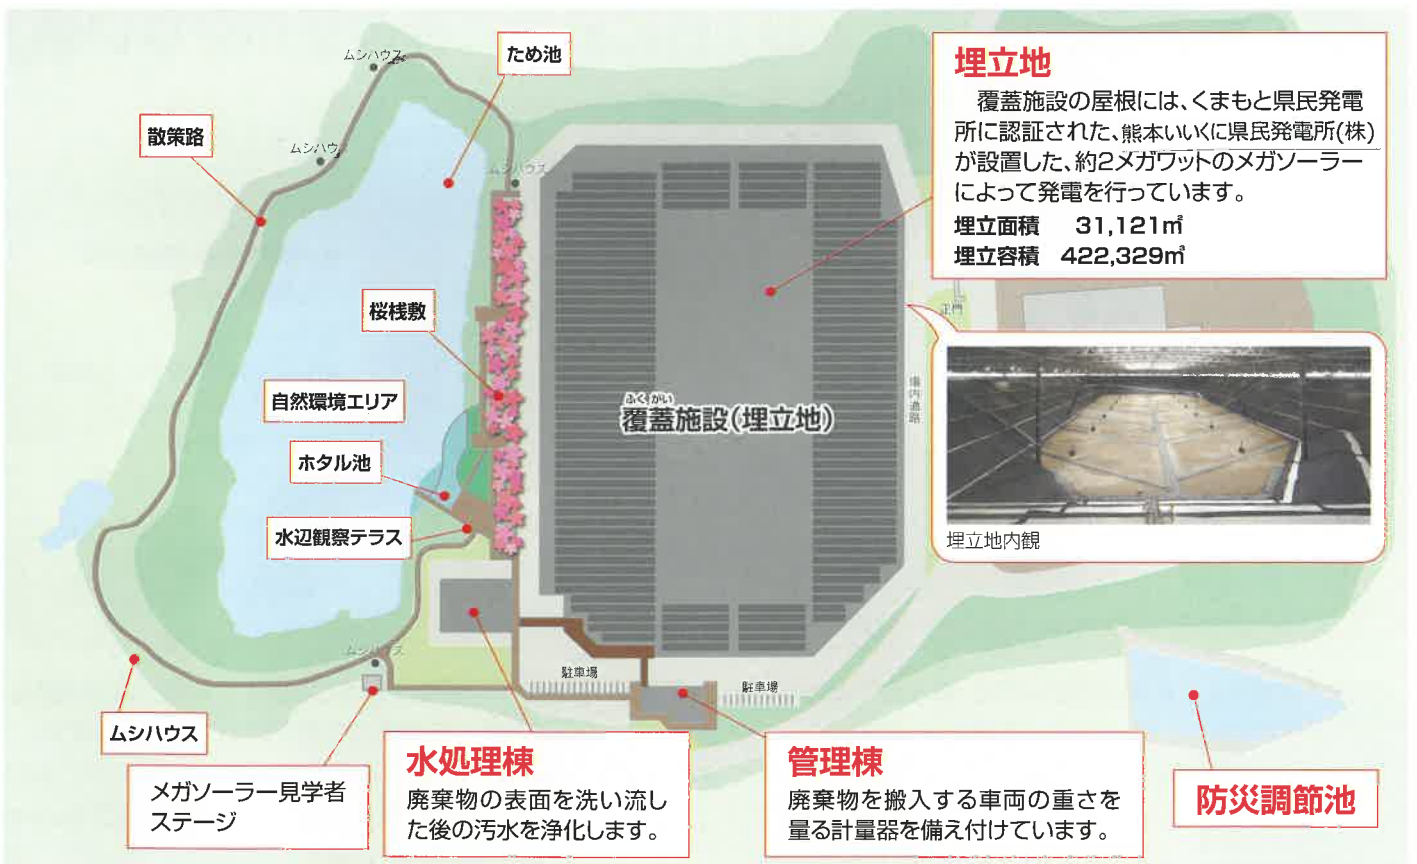 ムシハウス
ため池
散策路
ムシハウス
ムシハウス
埋立地
覆蓋施設の屋根には、くまもと県民発電
所に認証された、熊本いいくに県民発電所(株)
が設置した、約2メガワットのメガソーラー
によって発電を行っています。
埋立面積 31,121㎡
埋立容積 422,329㎥
正門
桜桟敷
自然環境エリア
場内道路
ふくがい
覆蓋施設(埋立地)
ホタル池
水辺観察テラス
埋立地内観
ムシハウス
駐車場
駐車場
ムシハウス
メガソーラー見学者
ステージ
水処理棟
廃棄物の表面を洗い流し
た後の汚水を浄化します。
管理棟
廃棄物を搬入する車両の重さを
量る計量器を備え付けています。
防災調節池